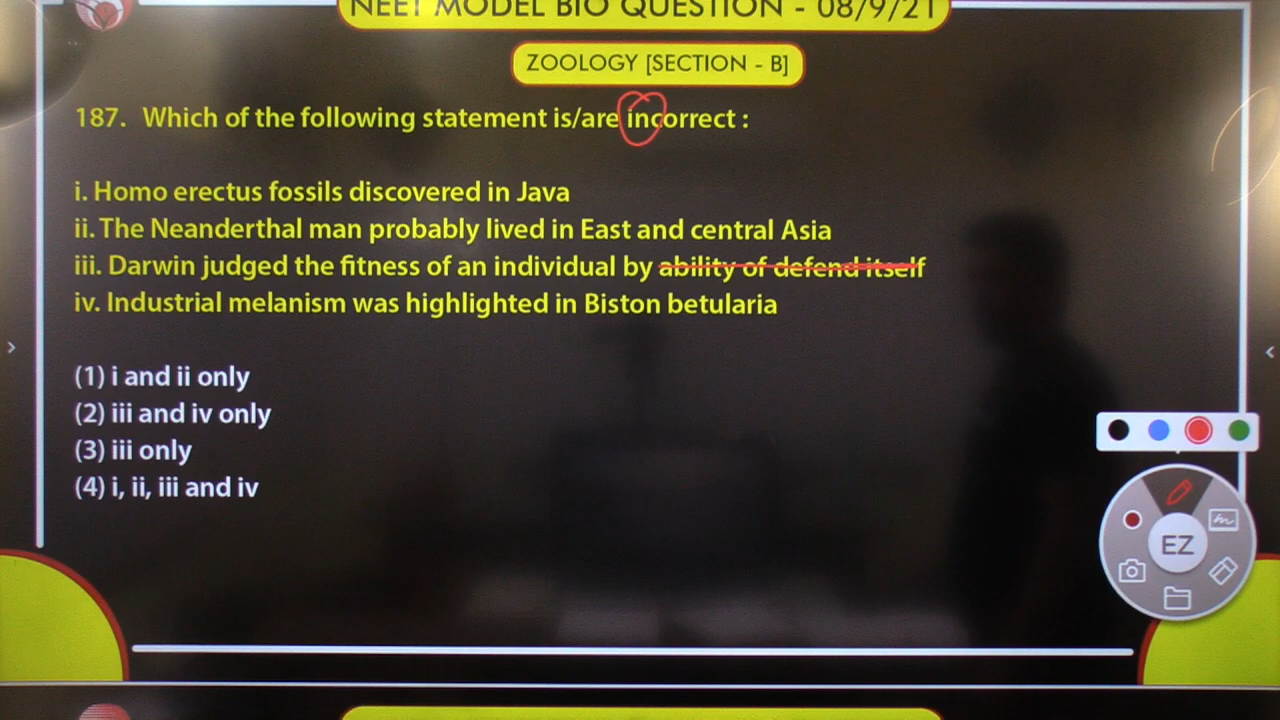 NEET MODEL BIO QUESTION - 08/9/21
ZOOLOGY [SECTION - B]
187. Which of the following statement is/are incorrect :
i. Homo erectus fossils discovered in Java
ii. The Neanderthal man probably lived in East and central Asia
iii. Darwin judged the fitness of an individual by ability of defend itself
iv. Industrial melanism was highlighted in Biston betularia
(1) i and ii only
(2) iii and iv only
(3) iii only
(4) i, ii, iii and iv
EZ